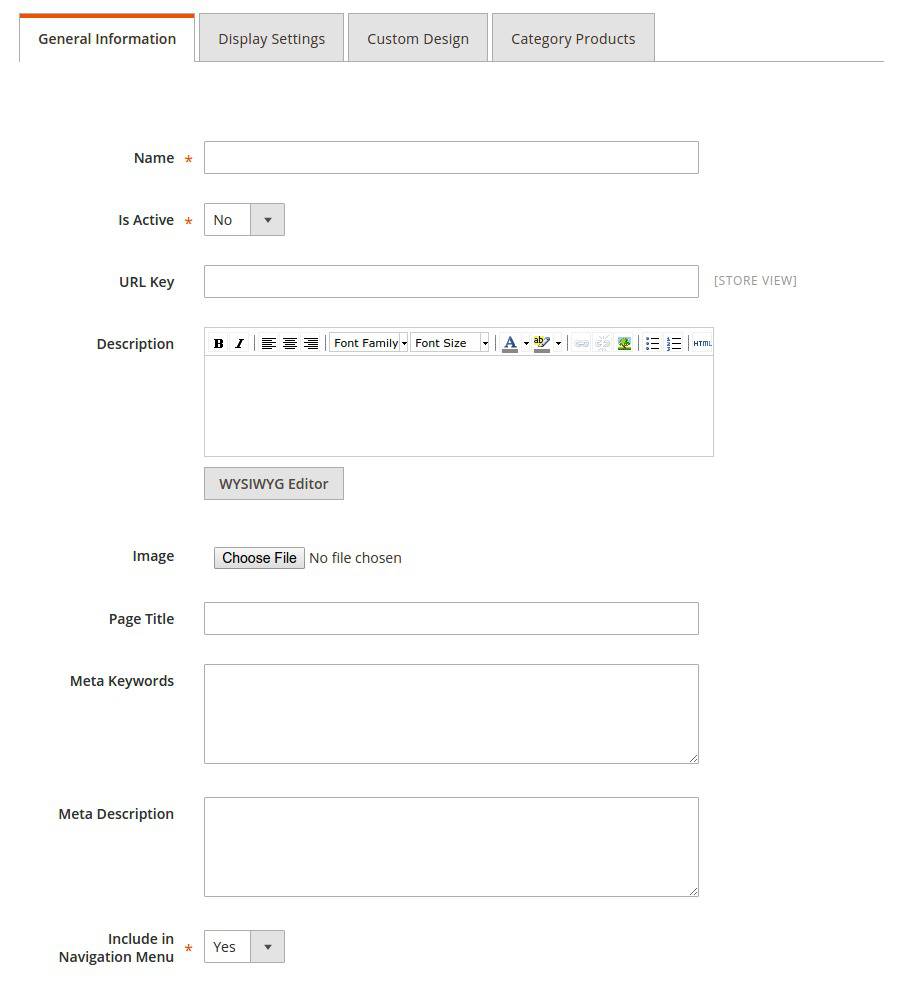 General Information Display Settings Custom Design Category Products
Name *
Is Active * No
URL Key [STORE VIEW]
Description B I Font Family Font Size A ab HTML
WYSIWYG Editor
Image Choose File No file chosen
Page Title
Meta Keywords
Meta Description
Include in
Navigation Menu * Yes